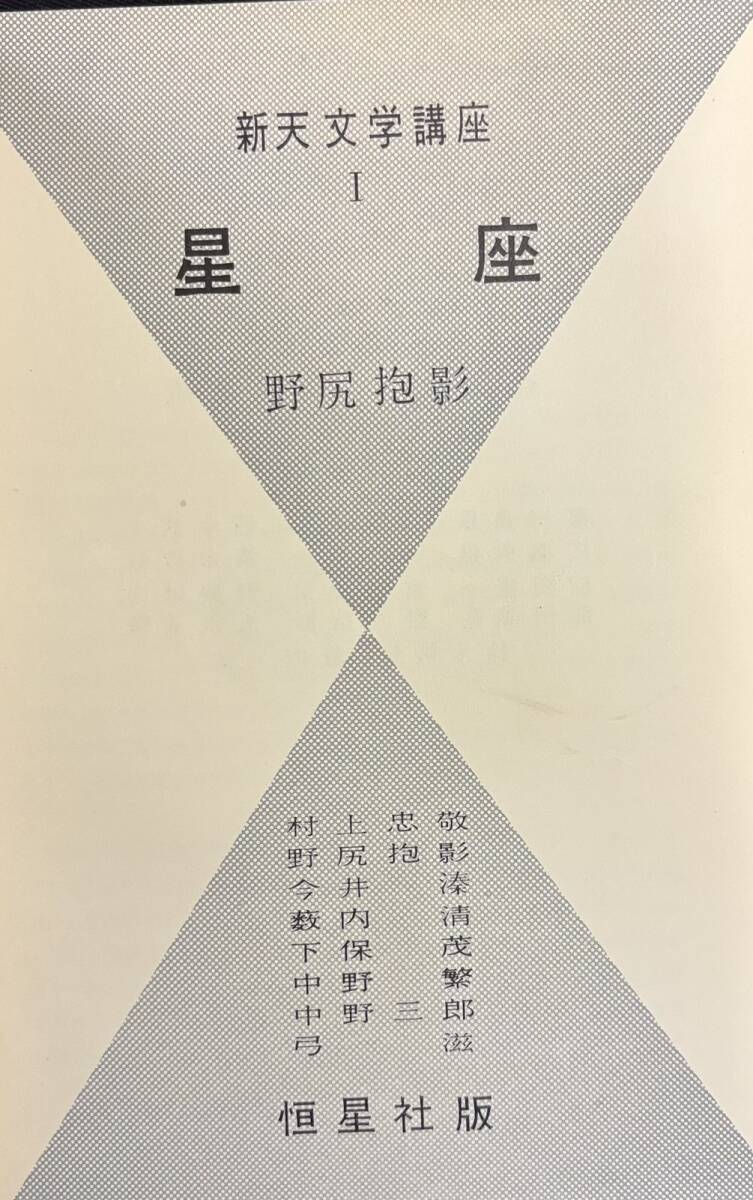 新天文学講座
I
星座
野尻抱影
村上忠敬
野尻抱影
今井溱
薮内清
下保茂
中野繁
中野三郎
弓滋
恒星社版